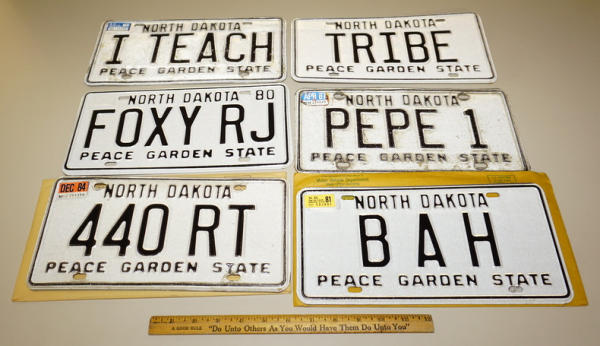 NORTH DAKOTA
I TEACH
PEACE GARDEN STATE
NORTH DAKOTA
TRIBE
PEACE GARDEN STATE
NORTH DAKOTA 80
FOXY RJ
PEACE GARDEN STATE
NORTH DAKOTA
PEPE 1
PEACE GARDEN STATE
DEC 84
NORTH DAKOTA
440 RT
PEACE GARDEN STATE
81
NORTH DAKOTA
BAH
PEACE GARDEN STATE
A GOOD RULE "Do Unto Others As You Would Have Them Do Unto You"